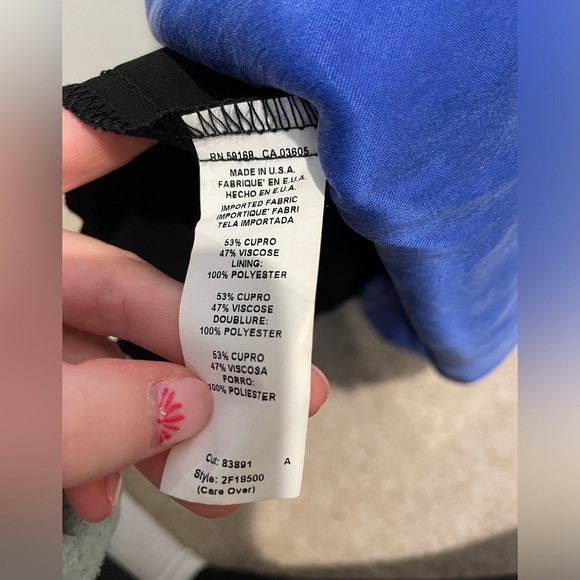 RN 59168 CA 03605
MADE IN U.S.A.
FABRIQUE' EN E.U.A.
HECHO EN E.U.A.
IMPORTED FABRIC
IMPORTIQUE' FABRI
TELA IMPORTADA
53% CUPRO
47% VISCOSE
LINING:
100% POLYESTER
53% CUPRO
47% VISCOSE
DOUBLURE:
100% POLYESTER
53% CUPRO
47% VISCOSA
FORRO:
100% POLIESTER
Cut: 83891 A
Style: 2F19500
(Care Over)